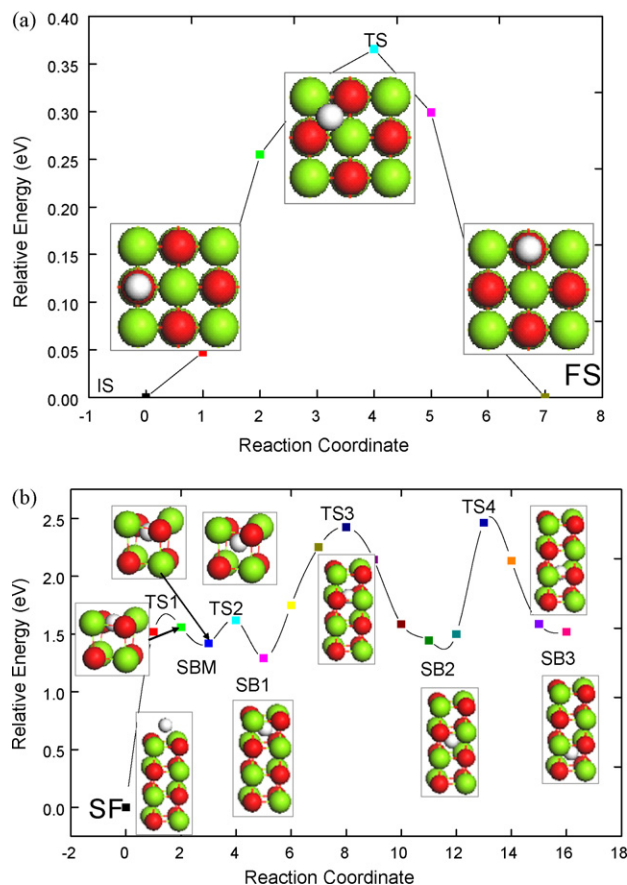 (a)
0.40
TS
0.35
0.30
0.25
0.20
0.15
0.10
0.05
0.00
Relative Energy (eV)
IS
FS
-1 0 1 2 3 4 5 6 7 8
Reaction Coordinate
(b)
2.5
2.0
1.5
1.0
0.5
0.0
Relative Energy (eV)
TS3
TS4
TS1
TS2
SBM
SB1
SB2
SB3
SF
-2 0 2 4 6 8 10 12 14 16 18
Reaction Coordinate